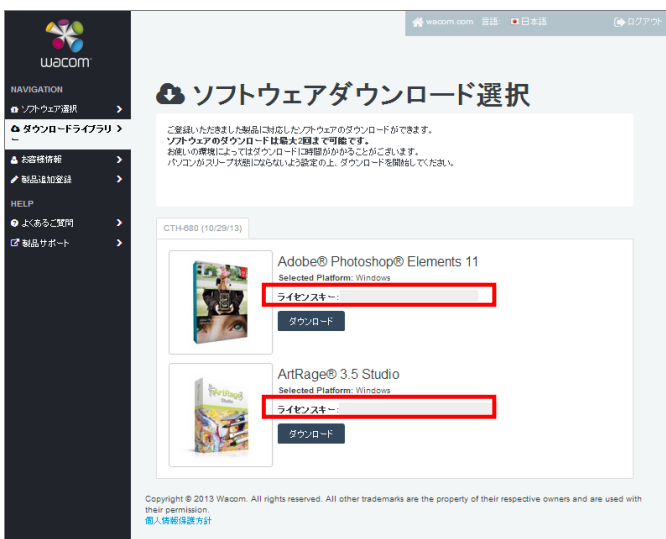 wacom.com 言語: 日本語 ログアウト
wacom
NAVIGATION
ソフトウェア選択
ダウンロードライブラリ
ー
お客様情報
製品追加登録
HELP
よくあるご質問
製品サポート
ソフトウェアダウンロード選択
ご登録いただきました製品に対応したソフトウェアのダウンロードができます。
ソフトウェアのダウンロードは最大2回まで可能です。
お使いの環境によってはダウンロードに時間がかかることがございます。
パソコンがスリープ状態にならないよう設定の上、ダウンロードを開始してください。
CTH-680 (10/29/13)
Adobe® Photoshop® Elements 11
Selected Platform: Windows
ライセンスキー:
ダウンロード
ArtRage
Studio
ArtRage® 3.5 Studio
Selected Platform: Windows
ライセンスキー:
ダウンロード
Copyright © 2013 Wacom. All rights reserved. All other trademarks are the property of their respective owners and are used with
their permission.
個人情報保護方針